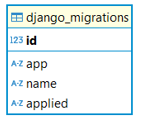 django_migrations
123 id
A-Z app
A-Z name
A-Z applied